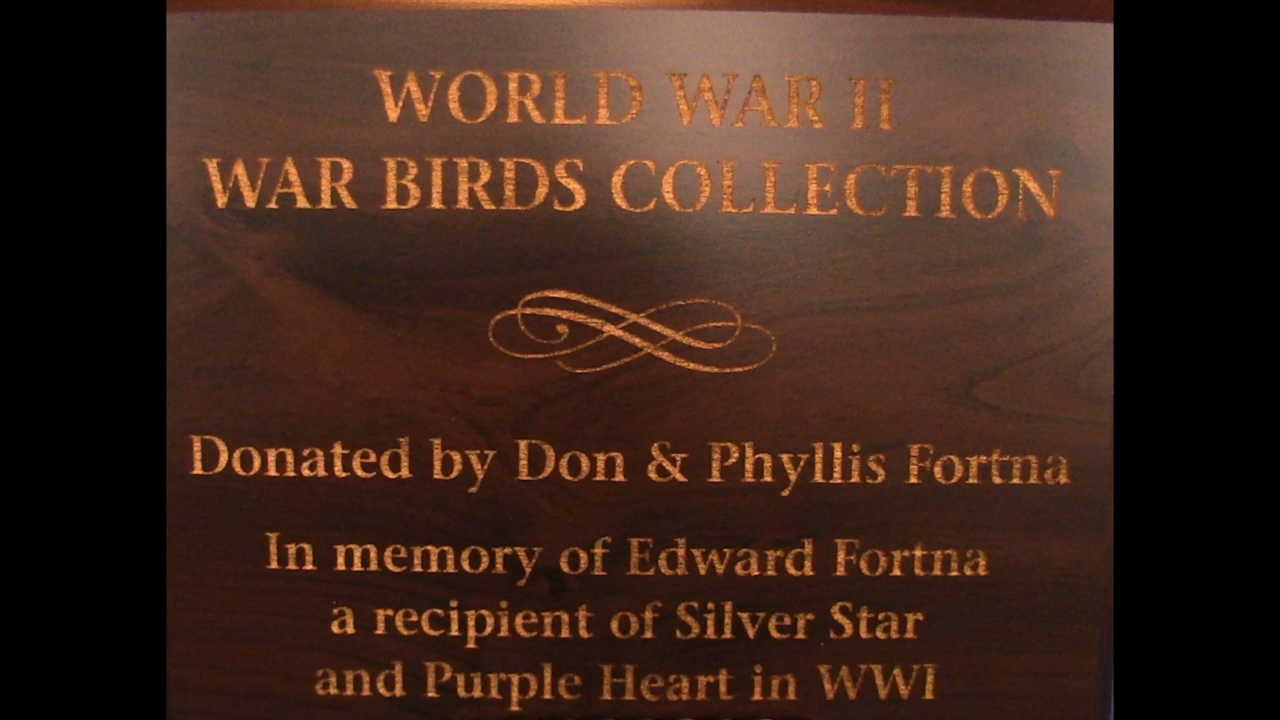 WORLD WAR II
WAR BIRDS COLLECTION
Donated by Don & Phyllis Fortna
In memory of Edward Fortna
a recipient of Silver Star
and Purple Heart in WWI